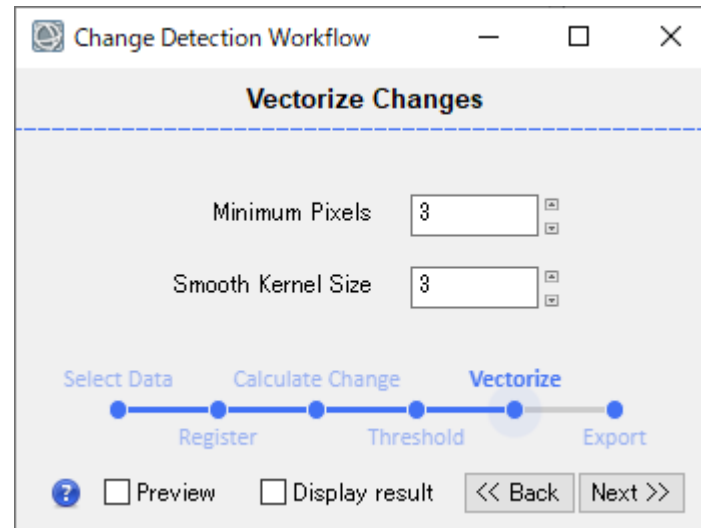 Change Detection Workflow
Vectorize Changes
Minimum Pixels 3
Smooth Kernel Size 3
Select Data Calculate Change Vectorize
Register Threshold Export
? Preview Display result << Back Next >>